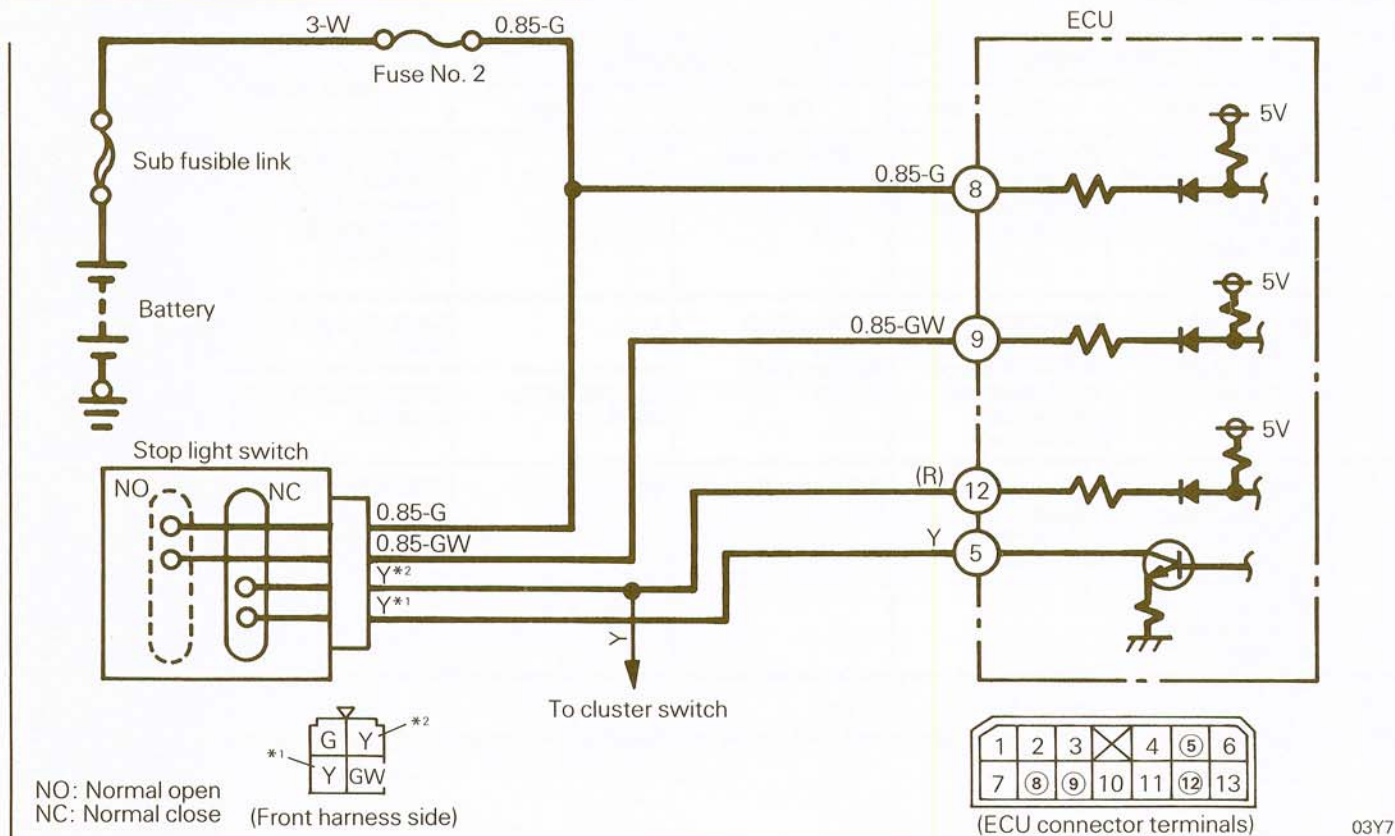 3-W
0.85-G
Fuse No. 2
ECU
5V
Sub fusible link
0.85-G
8
Battery
5V
0.85-GW
9
Stop light switch
5V
NO
NC
(R)
12
0.85-G
0.85-GW
Y
5
Y*2
Y*1
Y
To cluster switch
G Y *2
*1 Y GW
(Front harness side)
NO: Normal open
NC: Normal close
1 2 3 4 5 6
7 8 9 10 11 12 13
(ECU connector terminals)
03Y7